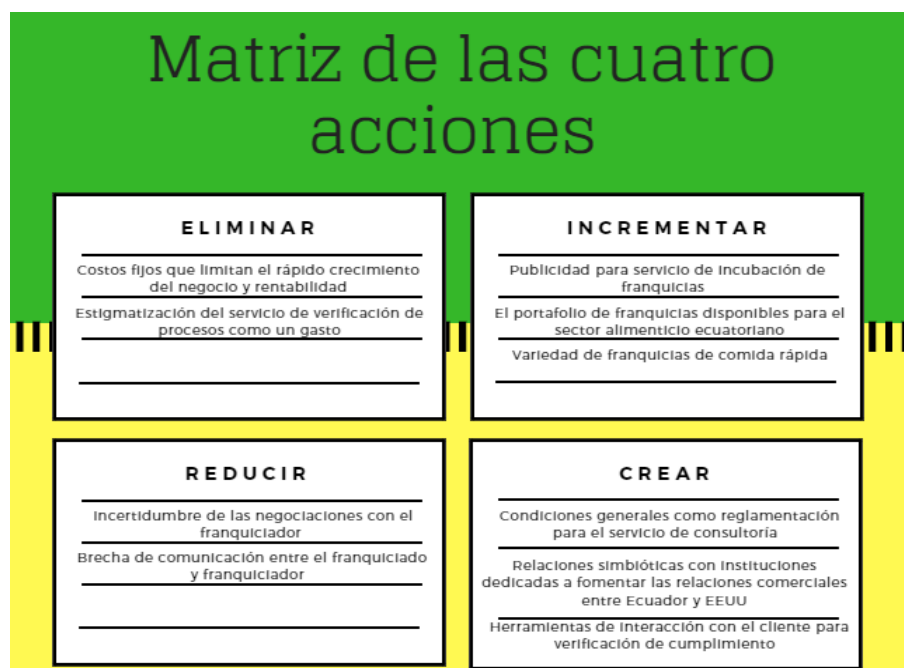 Matriz de las cuatro
acciones
ELIMINAR
Costos fijos que limitan el rápido crecimiento
del negocio y rentabilidad
Estigmatización del servicio de verificación de
procesos como un gasto
INCREMENTAR
Publicidad para servicio de incubación de
franquicias
El portafolio de franquicias disponibles para el
sector alimenticio ecuatoriano
Variedad de franquicias de comida rápida
REDUCIR
Incertidumbre de las negociaciones con el
franquiciador
Brecha de comunicación entre el franquiciado
y franquiciador
CREAR
Condiciones generales como reglamentación
para el servicio de consultoría
Relaciones simbióticas con instituciones
dedicadas a fomentar las relaciones comerciales
entre Ecuador y EEUU
Herramientas de interacción con el cliente para
verificación de cumplimiento